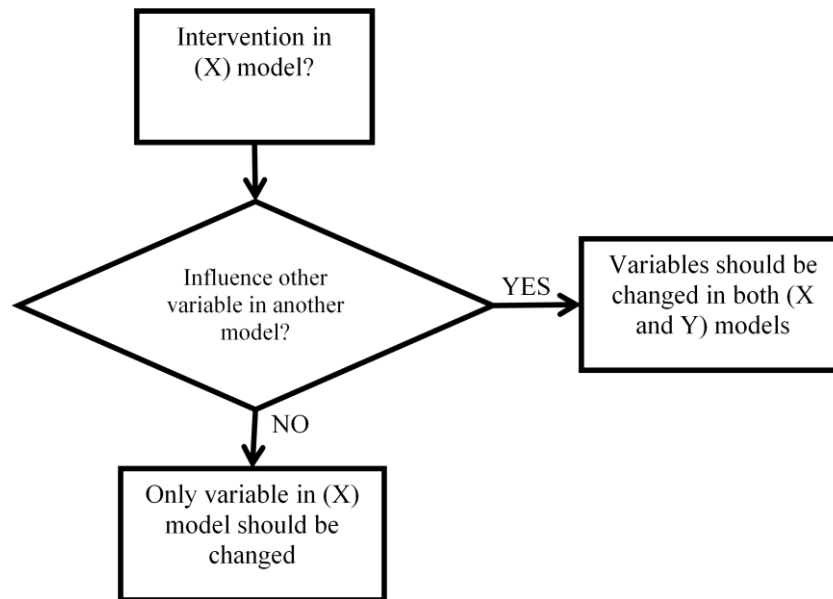 Intervention in
(X) model?
Influence other
variable in another
model?
YES
Variables should be
changed in both (X
and Y) models
NO
Only variable in (X)
model should be
changed